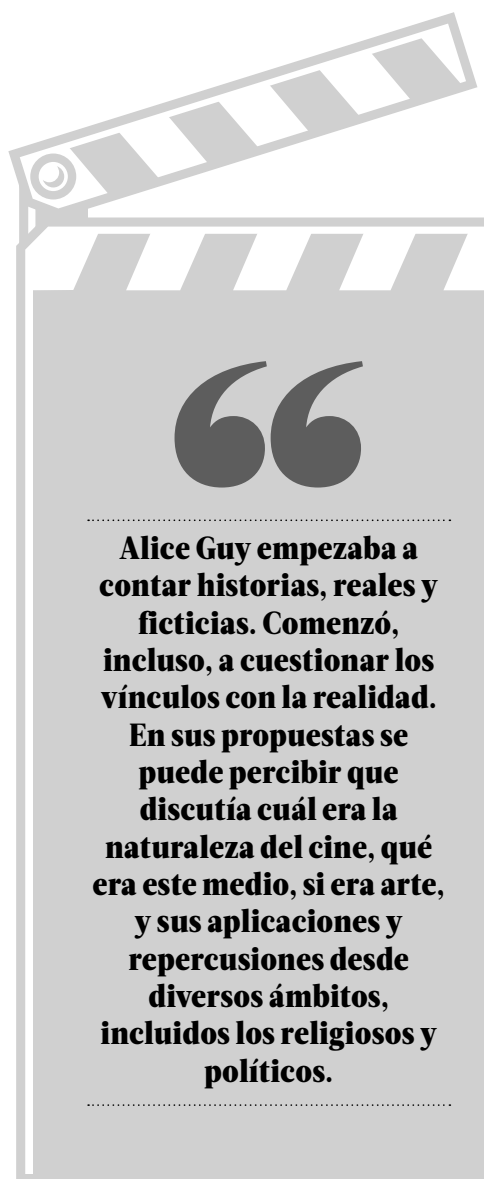 “
Alice Guy empezaba a
contar historias, reales y
ficticias. Comenzó,
incluso, a cuestionar los
vínculos con la realidad.
En sus propuestas se
puede percibir que
discutía cuál era la
naturaleza del cine, qué
era este medio, si era arte,
y sus aplicaciones y
repercusiones desde
diversos ámbitos,
incluidos los religiosos y
políticos.